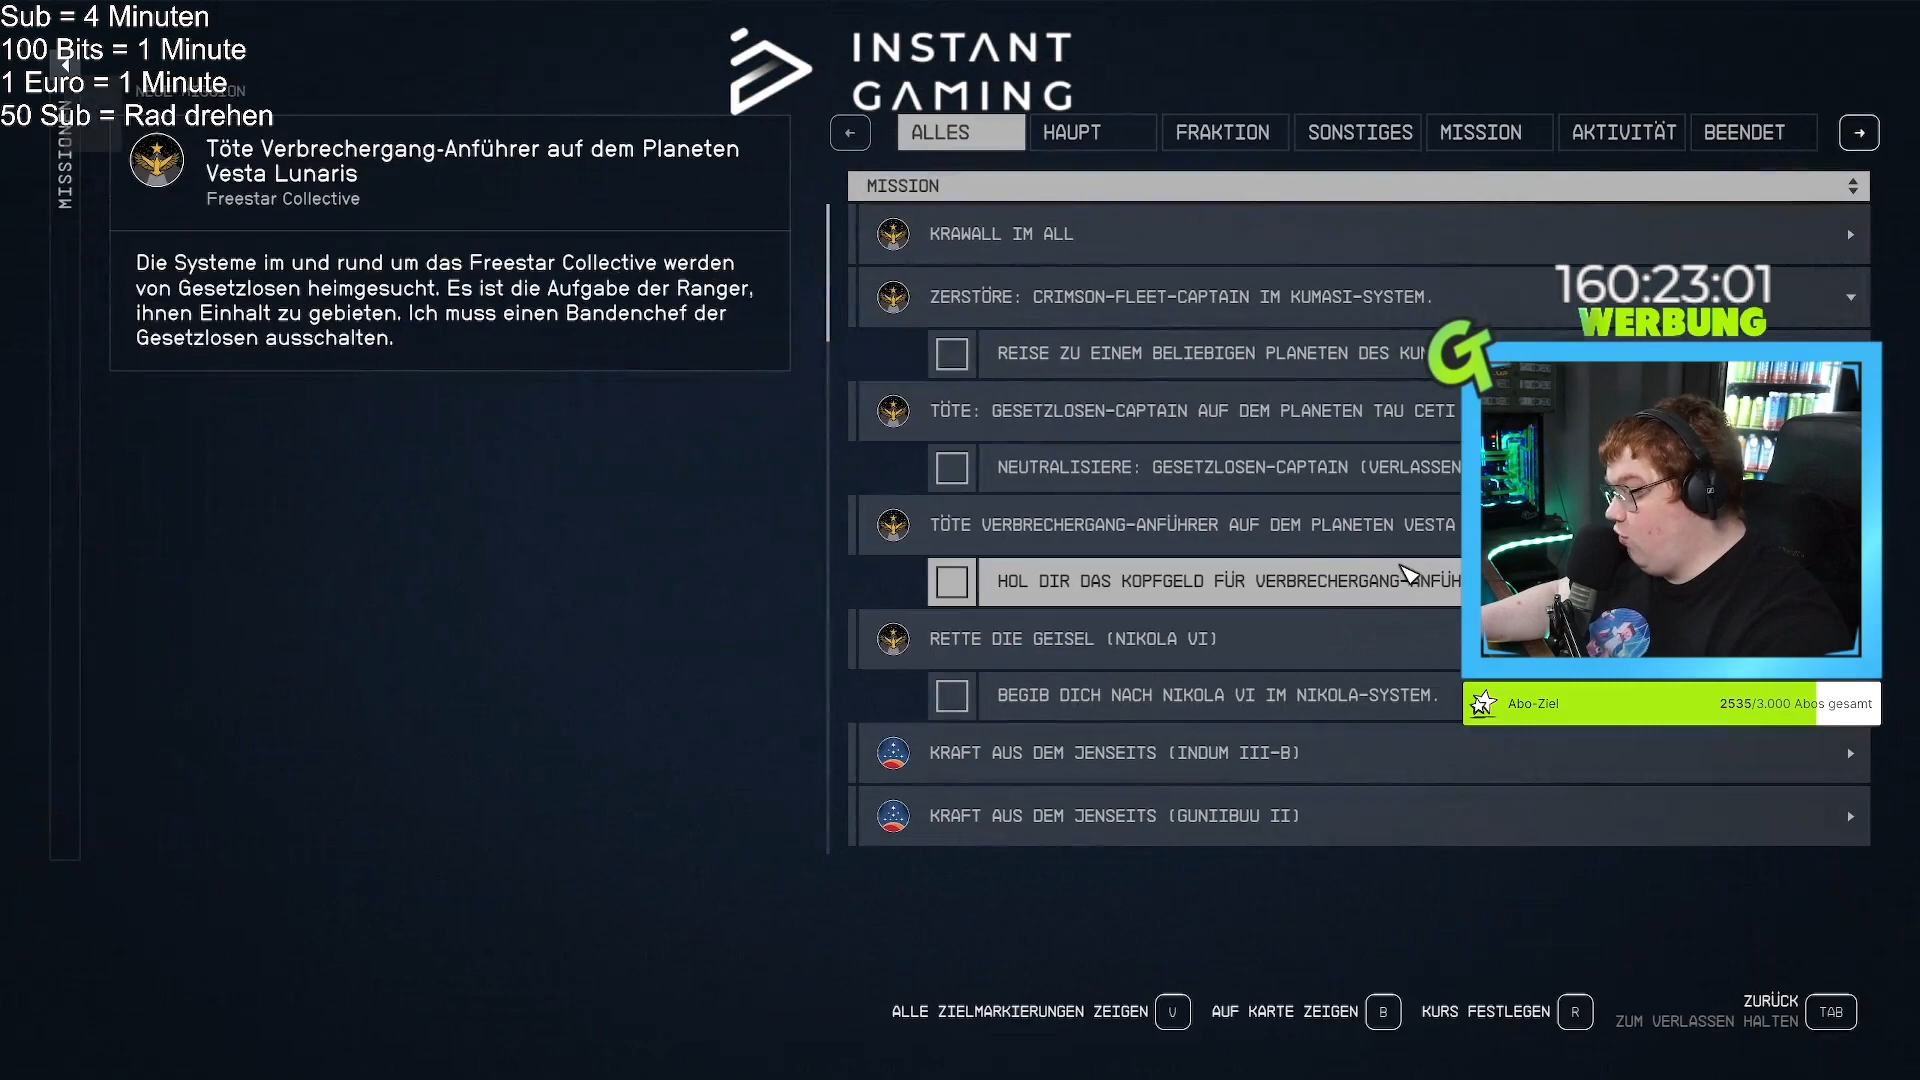 Sub = 4 Minuten
100 Bits = 1 Minute
1 Euro = 1 Minute
50 Sub = Rad drehen
NEUE MISSION
MISSIONEN
Töte Verbrechergang-Anführer auf dem Planeten
Vesta Lunaris
Freestar Collective
Die Systeme im und rund um das Freestar Collective werden
von Gesetzlosen heimgesucht. Es ist die Aufgabe der Ranger,
ihnen Einhalt zu gebieten. Ich muss einen Bandenchef der
Gesetzlosen ausschalten.
INSTANT
GAMING
ALLES HAUPT FRAKTION SONSTIGES MISSION AKTIVITÄT BEENDET
MISSION
KRAWALL IM ALL
ZERSTÖRE: CRIMSON-FLEET-CAPTAIN IM KUMASI-SYSTEM.
REISE ZU EINEM BELIEBIGEN PLANETEN DES
TÖTE: GESETZLOSEN-CAPTAIN AUF DEM PLANETEN TAU CETI
NEUTRALISIERE: GESETZLOSEN-CAPTAIN (VERLASSEN
TÖTE VERBRECHERGANG-ANFÜHRER AUF DEM PLANETEN VESTA
HOL DIR DAS KOPFGELD FÜR VERBRECHERGANG-ANFÜH
RETTE DIE GEISEL (NIKOLA VI)
BEGIB DICH NACH NIKOLA VI IM NIKOLA-SYSTEM.
KRAFT AUS DEM JENSEITS (INDUM III-B)
KRAFT AUS DEM JENSEITS (GUNIIBUU II)
160:23:01
WERBUNG
G
Abo-Ziel 2535/3.000 Abos gesamt
ALLE ZIELMARKIERUNGEN ZEIGEN V AUF KARTE ZEIGEN B KURS FESTLEGEN R ZURÜCK
ZUM VERLASSEN HALTEN TAB